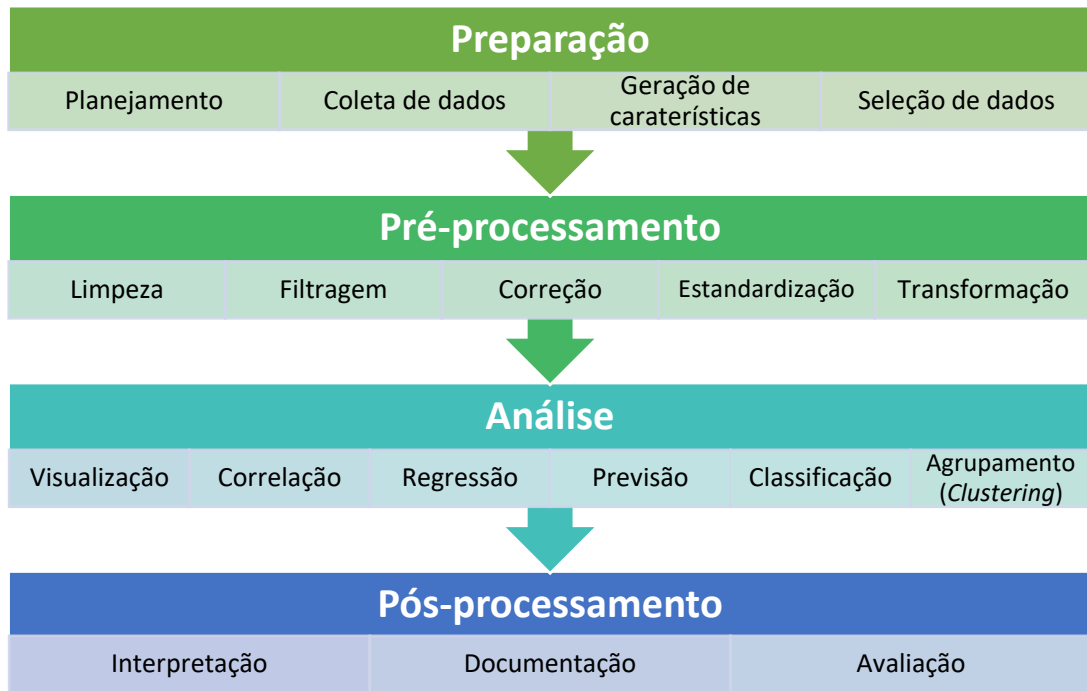 Preparação
Planejamento
Coleta de dados
Geração de
caraterísticas
Seleção de dados
Pré-processamento
Limpeza
Filtragem
Correção
Estandardização
Transformação
Análise
Visualização
Correlação
Regressão
Previsão
Classificação
Agrupamento
(Clustering)
Pós-processamento
Interpretação
Documentação
Avaliação